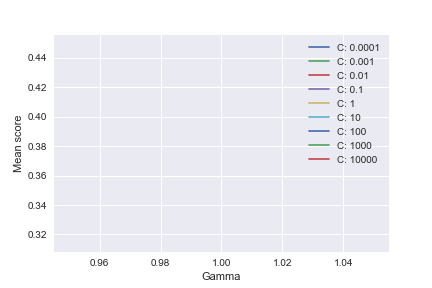 0.44
0.42
0.40
0.38
0.36
0.34
0.32
Mean score
0.96
0.98
1.00
1.02
1.04
Gamma
C: 0.0001
C: 0.001
C: 0.01
C: 0.1
C: 1
C: 10
C: 100
C: 1000
C: 10000